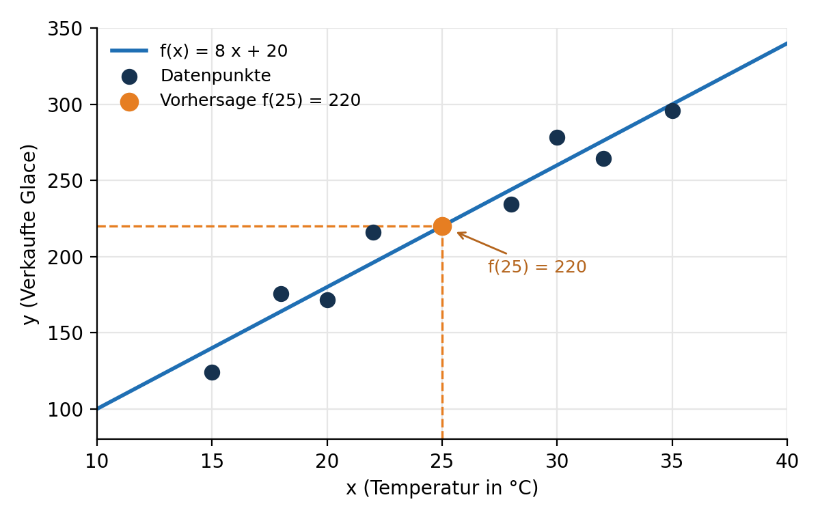 350
300
250
200
150
100
y (Verkaufte Glace)
f(x) = 8 x + 20
Datenpunkte
Vorhersage f(25) = 220
f(25) = 220
10 15 20 25 30 35 40
x (Temperatur in °C)